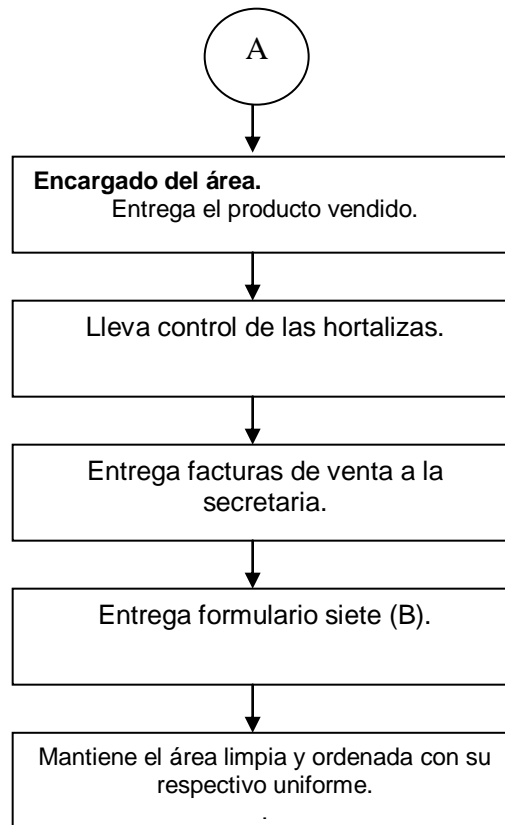 A
Encargado del área.
Entrega el producto vendido.
Lleva control de las hortalizas.
Entrega facturas de venta a la
secretaria.
Entrega formulario siete (B).
Mantiene el área limpia y ordenada con su
respectivo uniforme.
.